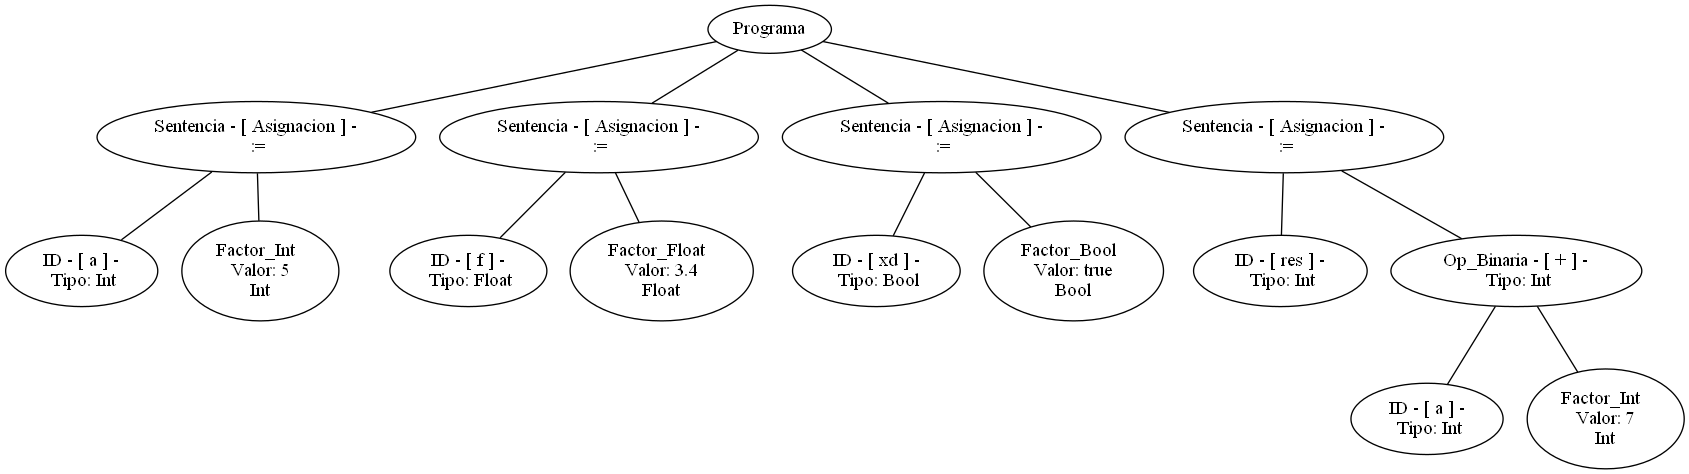 Programa
Sentencia - [ Asignacion ] -
:=
Sentencia - [ Asignacion ] -
:=
Sentencia - [ Asignacion ] -
:=
Sentencia - [ Asignacion ] -
:=
ID - [ a ] -
Tipo: Int
Factor_Int
Valor: 5
Int
ID - [ f ] -
Tipo: Float
Factor_Float
Valor: 3.4
Float
ID - [ xd ] -
Tipo: Bool
Factor_Bool
Valor: true
Bool
ID - [ res ] -
Tipo: Int
Op_Binaria - [ + ] -
Tipo: Int
ID - [ a ] -
Tipo: Int
Factor_Int
Valor: 7
Int